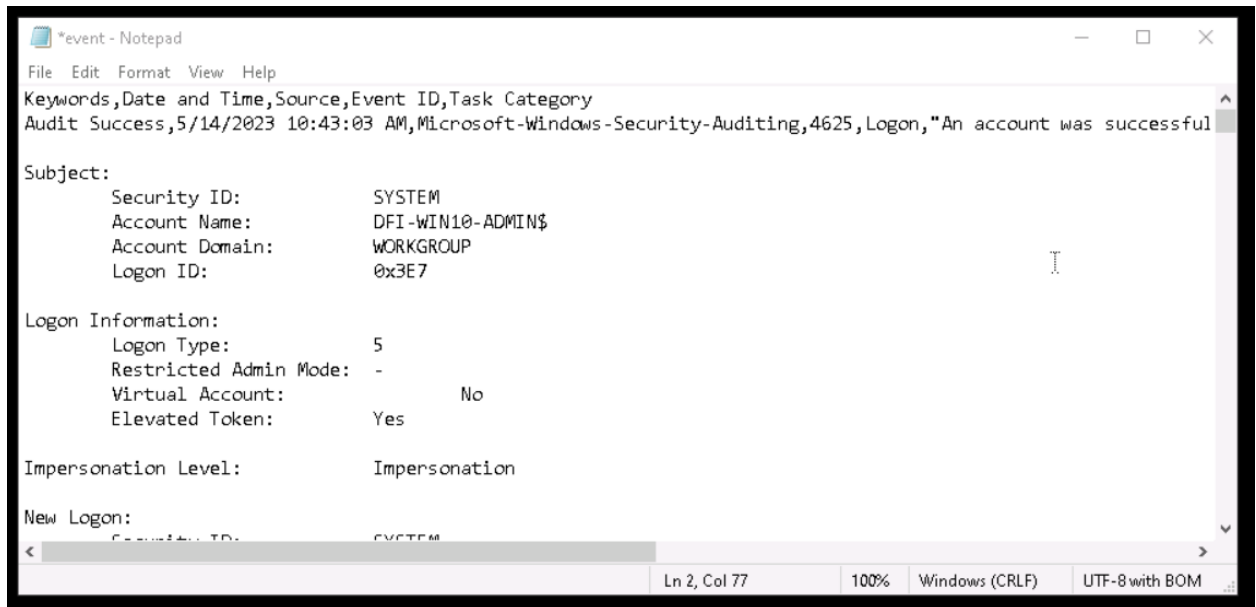 *event - Notepad
File Edit Format View Help
Keywords,Date and Time,Source,Event ID,Task Category
Audit Success,5/14/2023 10:43:03 AM,Microsoft-Windows-Security-Auditing,4625,Logon,"An account was successful
Subject:
Security ID: SYSTEM
Account Name: DFI-WIN10-ADMIN$
Account Domain: WORKGROUP
Logon ID: 0x3E7
Logon Information:
Logon Type: 5
Restricted Admin Mode: -
Virtual Account: No
Elevated Token: Yes
Impersonation Level: Impersonation
New Logon:
Security ID: SYSTEM
Ln 2, Col 77 100% Windows (CRLF) UTF-8 with BOM